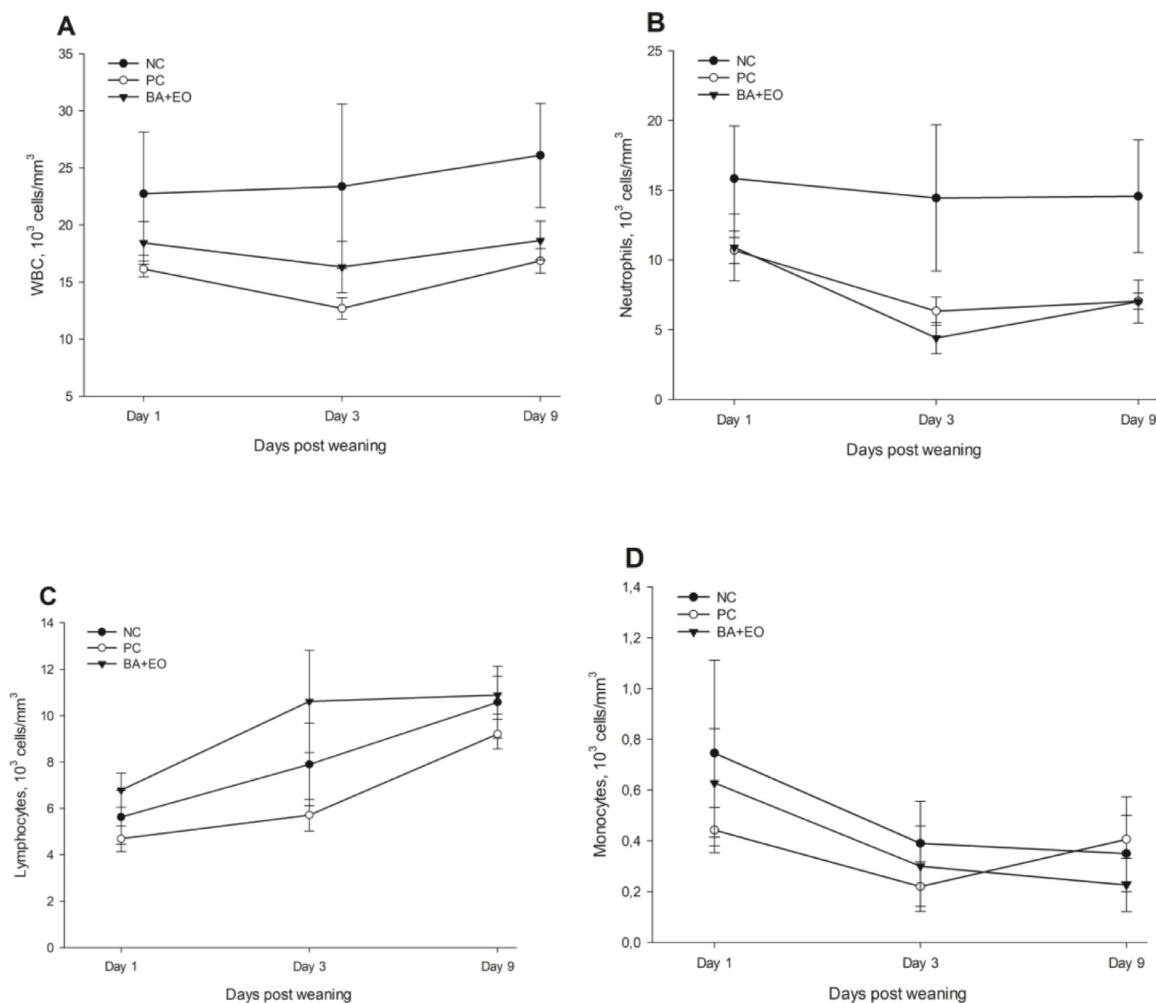 A
WBC, 10³ cells/mm³
35
30
25
20
15
10
5
NC
PC
BA+EO
Day 1 Day 3 Day 9
Days post weaning
B
Neutrophils, 10³ cells/mm³
25
20
15
10
5
0
NC
PC
BA+EO
Day 1 Day 3 Day 9
Days post weaning
C
Lymphocytes, 10³ cells/mm³
14
12
10
8
6
4
2
0
NC
PC
BA+EO
Day 1 Day 3 Day 9
Days post weaning
D
Monocytes, 10³ cells/mm³
1,4
1,2
1,0
0,8
0,6
0,4
0,2
0,0
NC
PC
BA+EO
Day 1 Day 3 Day 9
Days post weaning